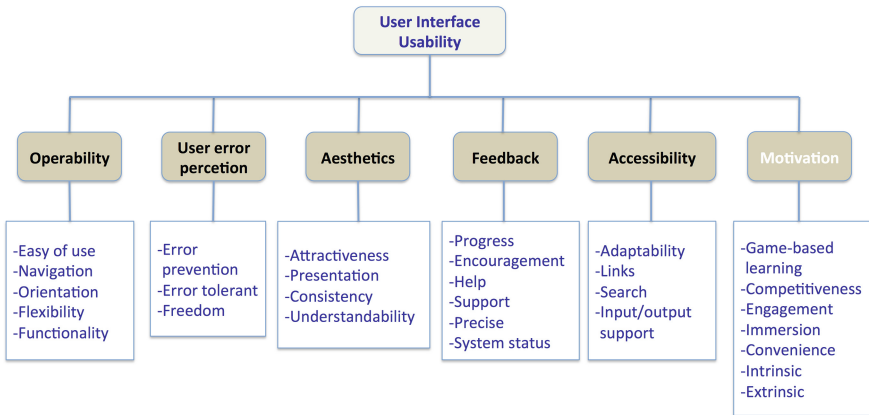 User Interface
Usability
Operability
User error
percetion
Aesthetics
Feedback
Accessibility
Motivation
-Easy of use
-Navigation
-Orientation
-Flexibility
-Functionality
-Error
prevention
-Error tolerant
-Freedom
-Attractiveness
-Presentation
-Consistency
-Understandability
-Progress
-Encouragement
-Help
-Support
-Precise
-System status
-Adaptability
-Links
-Search
-Input/output
support
-Game-based
learning
-Competitiveness
-Engagement
-Immersion
-Convenience
-Intrinsic
-Extrinsic